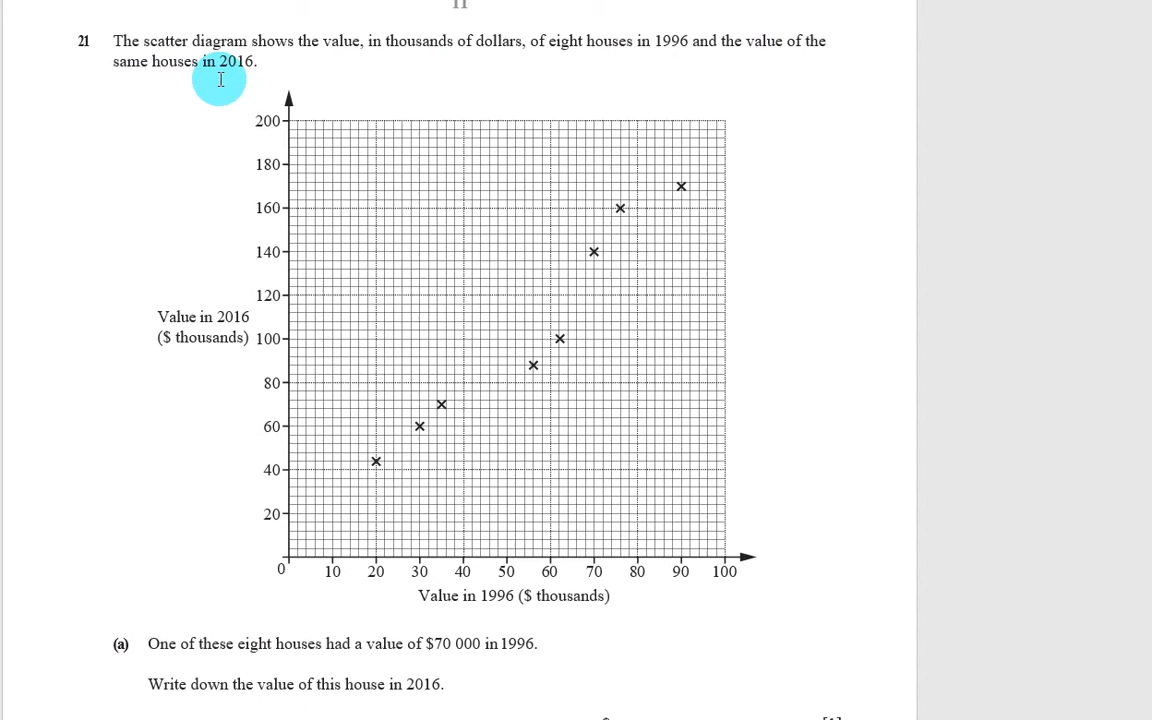 11
21 The scatter diagram shows the value, in thousands of dollars, of eight houses in 1996 and the value of the
same houses in 2016.
200
180
160
140
120
Value in 2016
($ thousands) 100
80
60
40
20
0 10 20 30 40 50 60 70 80 90 100
Value in 1996 ($ thousands)
(a) One of these eight houses had a value of $70 000 in 1996.
Write down the value of this house in 2016.